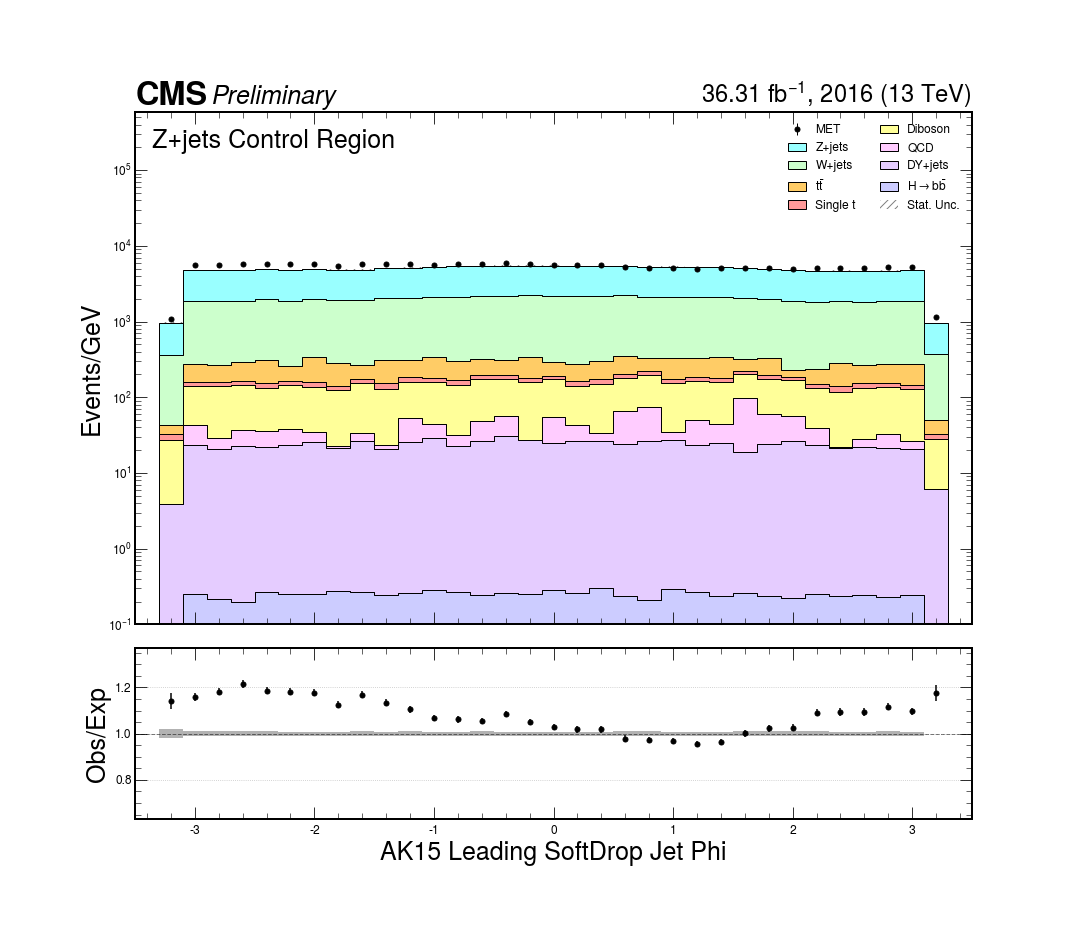 CMS Preliminary
36.31 fb⁻¹, 2016 (13 TeV)
Z+jets Control Region
MET
Z+jets
W+jets
tt̄
Single t
Diboson
QCD
DY+jets
H→bb̄
Stat. Unc.
Events/GeV
10⁵
10⁴
10³
10²
10¹
10⁰
10⁻¹
Obs/Exp
1.2
1.0
0.8
-3 -2 -1 0 1 2 3
AK15 Leading SoftDrop Jet Phi